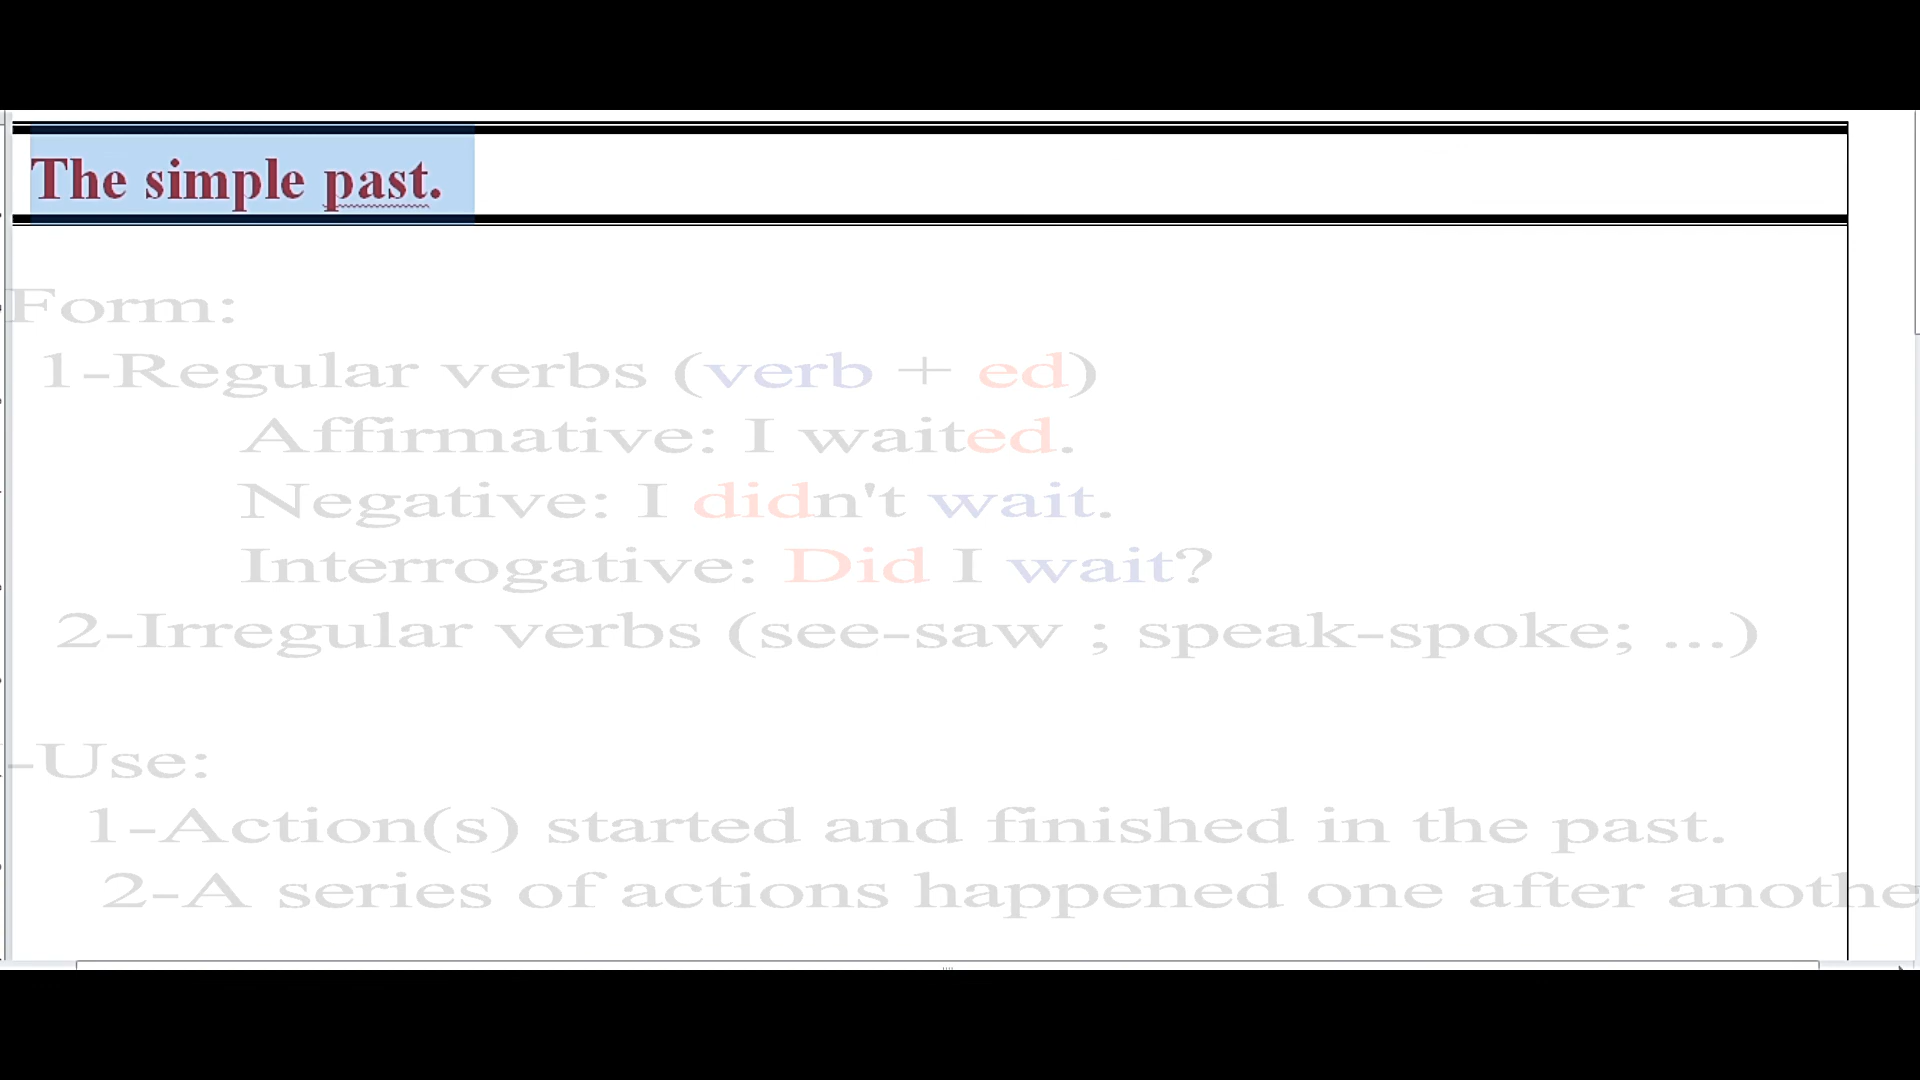 The simple past.
Form:
1-Regular verbs (verb + ed)
Affirmative: I waited.
Negative: I didn't wait.
Interrogative: Did I wait?
2-Irregular verbs (see-saw ; speak-spoke; ...)
-Use:
1-Action(s) started and finished in the past.
2-A series of actions happened one after anothe